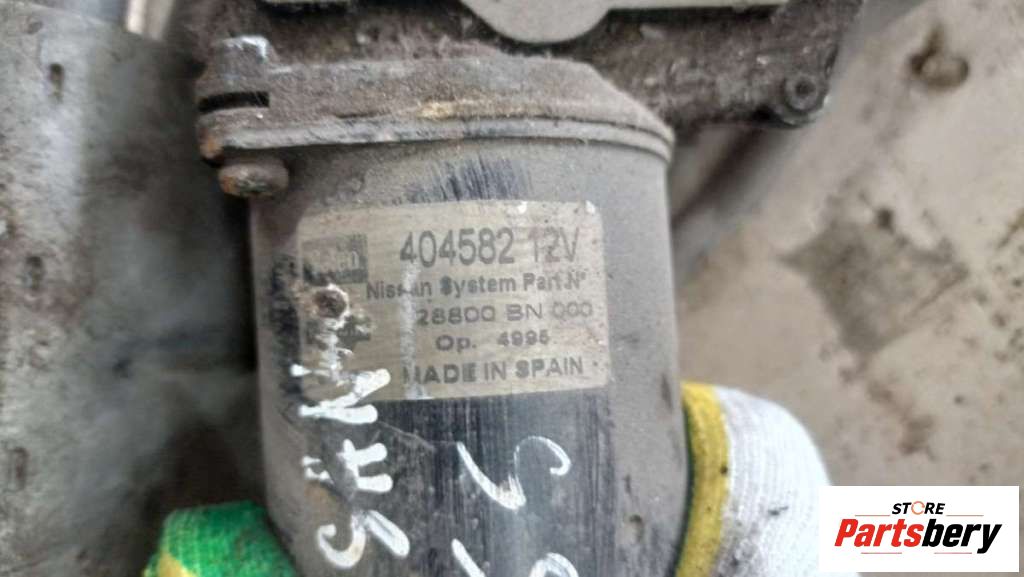 404582 12V
Nissan System Part.Nº
28800 BN 000
Op. 4995
MADE IN SPAIN
STORE
Partsbery